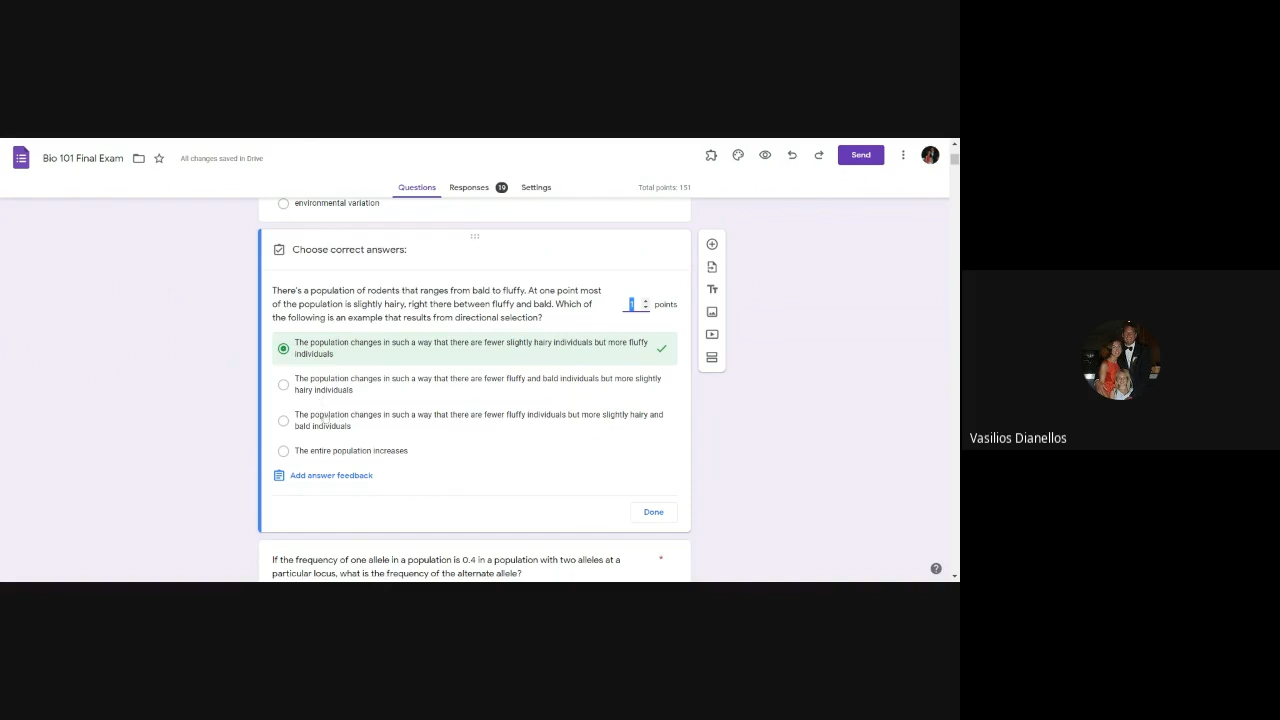 Bio 101 Final Exam
All changes saved in Drive
Send
Questions
Responses 19
Settings
Total points: 151
environmental variation
Choose correct answers:
There's a population of rodents that ranges from bald to fluffy. At one point most
of the population is slightly hairy, right there between fluffy and bald. Which of
the following is an example that results from directional selection?
1 points
The population changes in such a way that there are fewer slightly hairy individuals but more fluffy
individuals
The population changes in such a way that there are fewer fluffy and bald individuals but more slightly
hairy individuals
The population changes in such a way that there are fewer fluffy individuals but more slightly hairy and
bald individuals
The entire population increases
Add answer feedback
Done
If the frequency of one allele in a population is 0.4 in a population with two alleles at a
particular locus, what is the frequency of the alternate allele?
*
Vasilios Dianellos